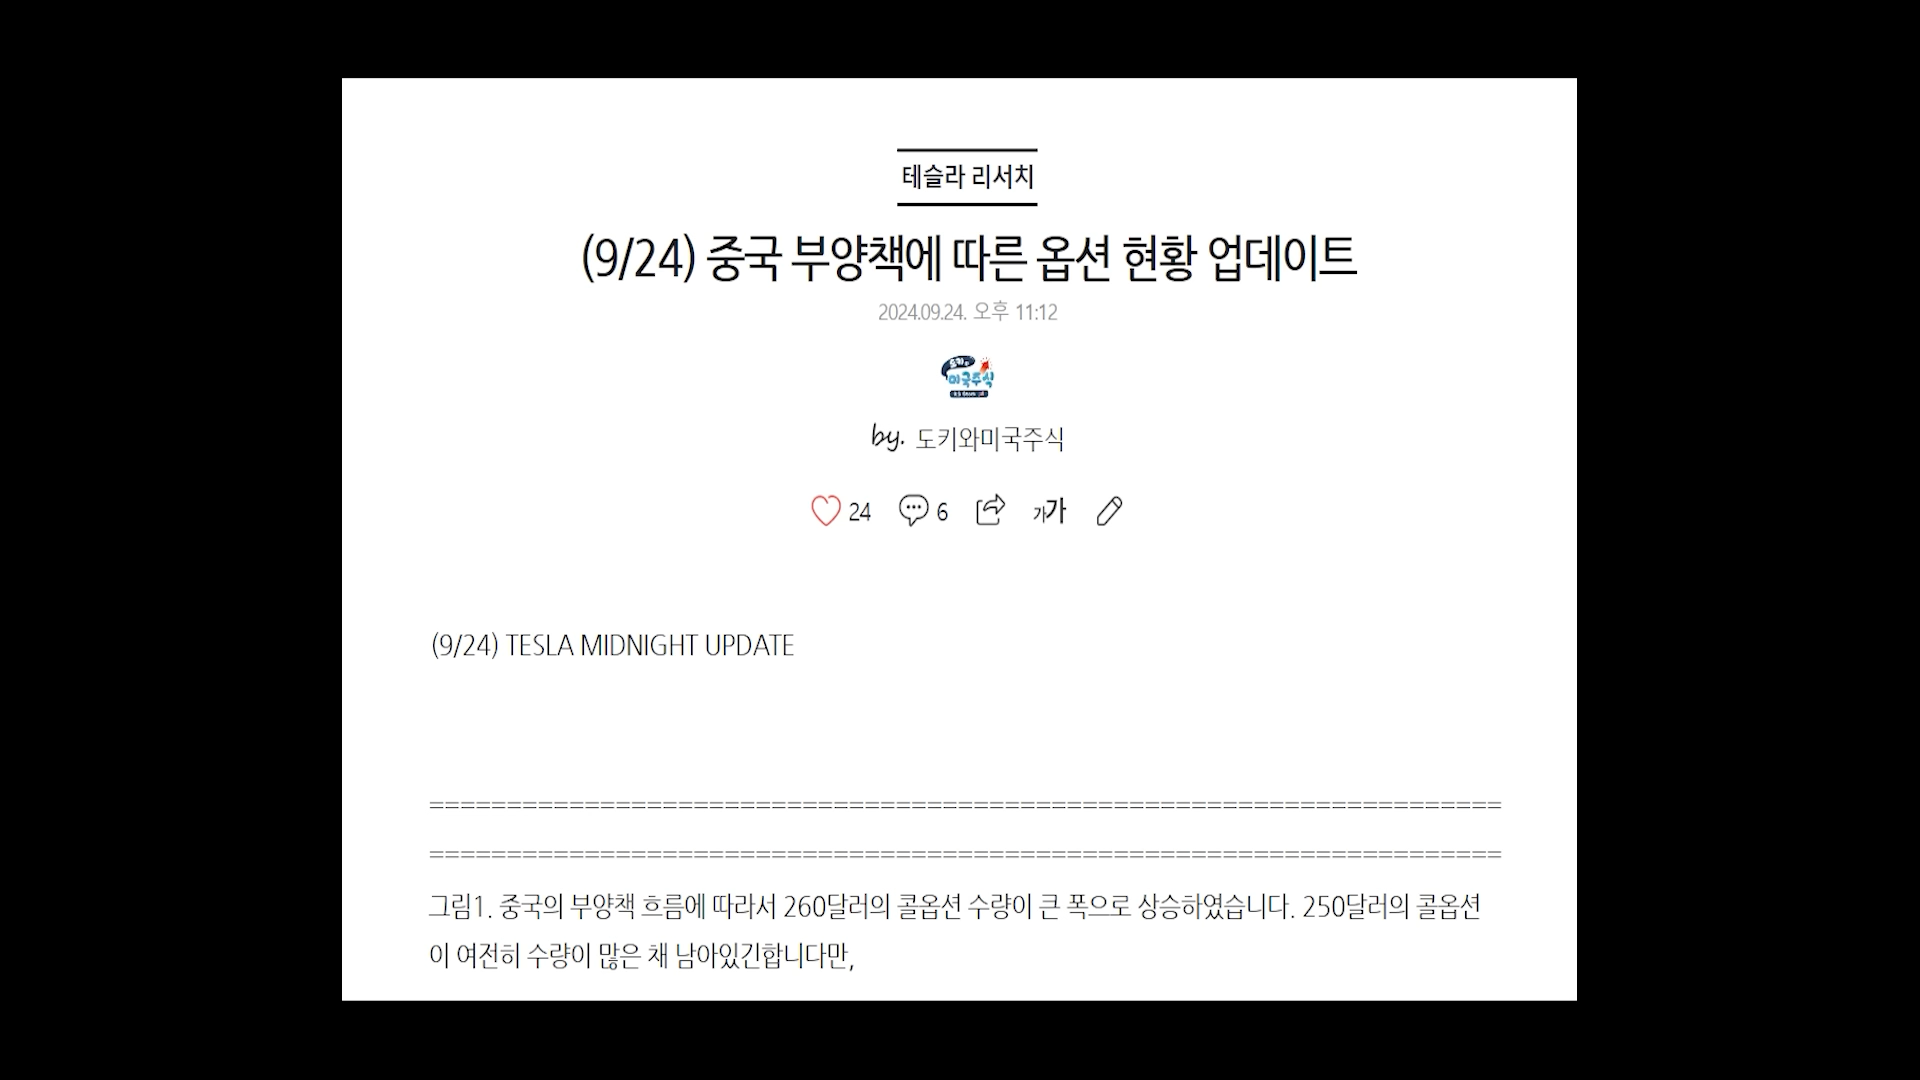 테슬라 리서치
(9/24) 중국 부양책에 따른 옵션 현황 업데이트
2024.09.24. 오후 11:12
미국주식
by. 도키와미국주식
24 6 가가
(9/24) TESLA MIDNIGHT UPDATE
=====================================================================
=====================================================================
그림1. 중국의 부양책 흐름에 따라서 260달러의 콜옵션 수량이 큰 폭으로 상승하였습니다. 250달러의 콜옵션
이 여전히 수량이 많은 채 남아있긴합니다만,